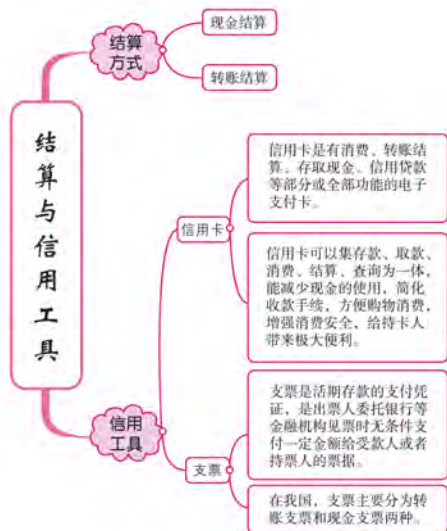 结算
方式
现金结算
转账结算
结算与信用工具
信用卡
信用卡是有消费、转账结
算、存取现金、信用贷款
等部分或全部功能的电子
支付卡。
信用卡可以集存款、取款、
消费、结算、查询为一体，
能减少现金的使用，简化
收款手续，方便购物消费，
增强消费安全，给持卡人
带来极大便利。
信用
工具
支票
支票是活期存款的支付凭
证，是出票人委托银行等
金融机构见票时无条件支
付一定金额给受款人或者
持票人的票据。
在我国，支票主要分为转
账支票和现金支票两种。